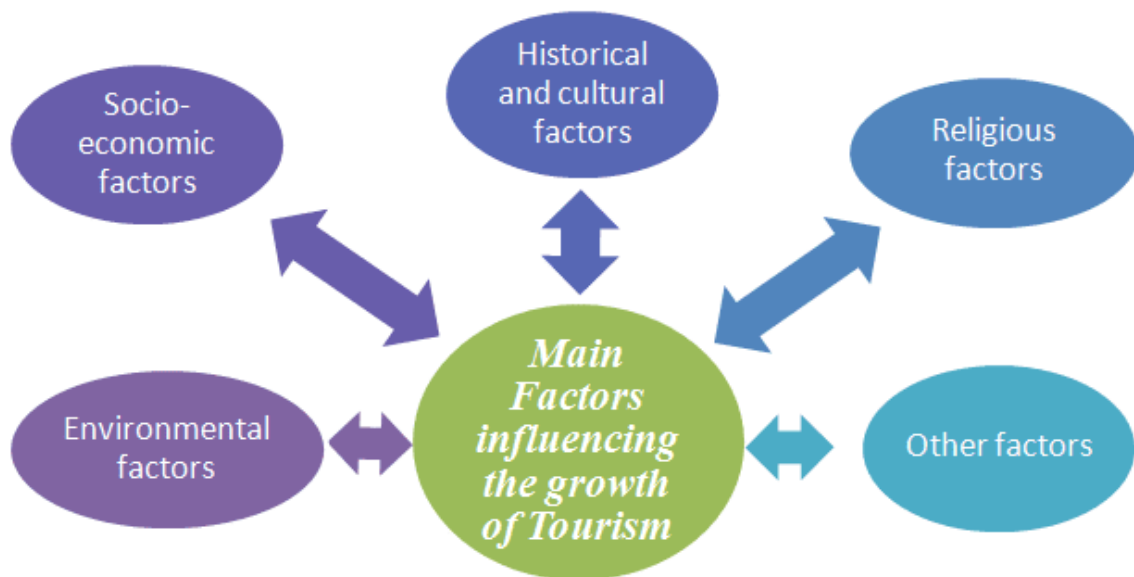 Historical
and cultural
factors
Socio-
economic
factors
Religious
factors
Main
Factors
influencing
the growth
of Tourism
Environmental
factors
Other factors